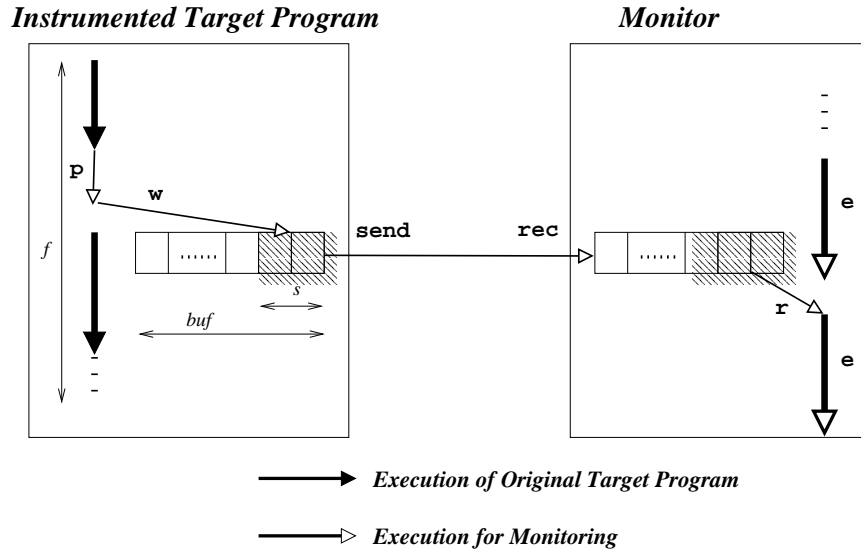 Instrumented Target Program
Monitor
p
w
f
......
send
rec
......
e
s
buf
r
e
Execution of Original Target Program
Execution for Monitoring